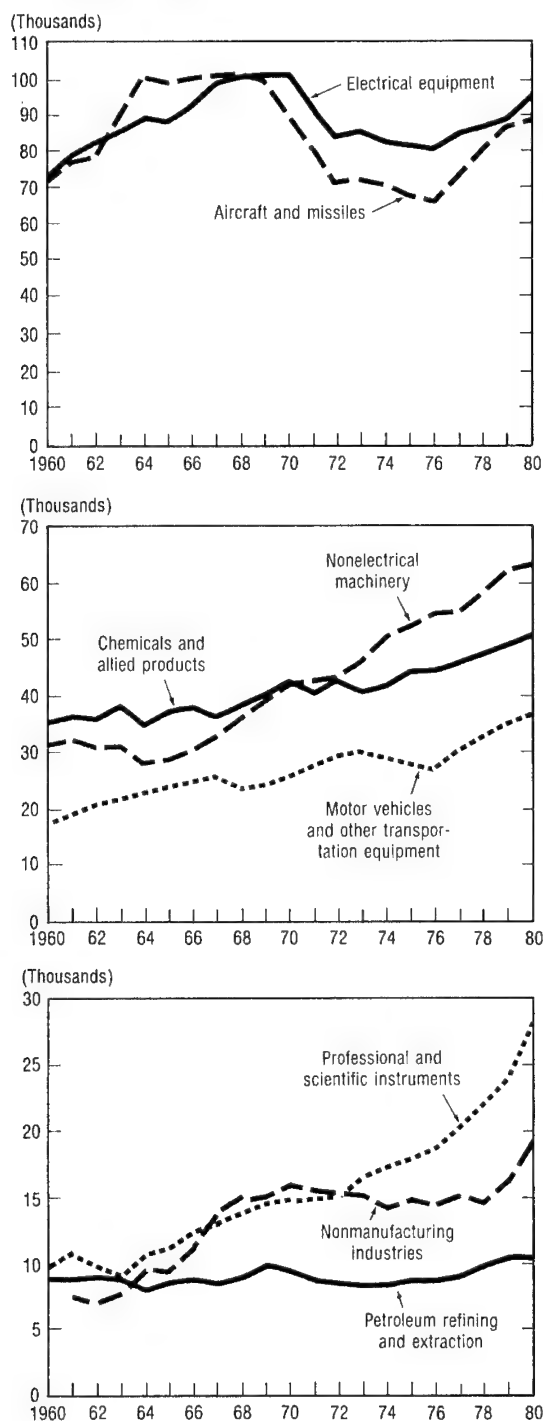 (Thousands)
110
100
90
80
70
60
50
40
30
20
10
0
Electrical equipment
Aircraft and missiles
1960 62 64 66 68 70 72 74 76 78 80
(Thousands)
70
60
50
40
30
20
10
0
Nonelectrical
machinery
Chemicals and
allied products
Motor vehicles
and other transpor-
tation equipment
1960 62 64 66 68 70 72 74 76 78 80
(Thousands)
30
25
20
15
10
5
0
Professional and
scientific instruments
Nonmanufacturing
industries
Petroleum refining
and extraction
1960 62 64 66 68 70 72 74 76 78 80